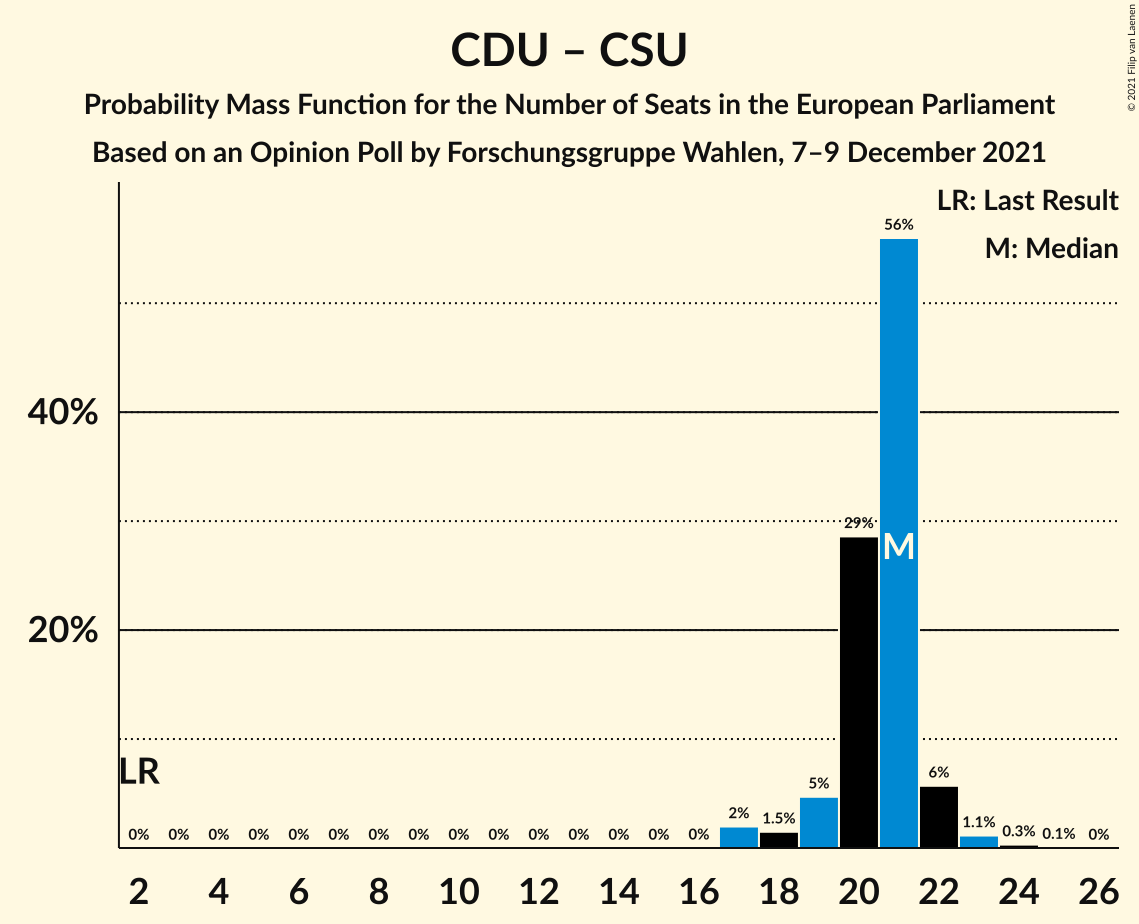 CDU – CSU
Probability Mass Function for the Number of Seats in the European Parliament
Based on an Opinion Poll by Forschungsgruppe Wahlen, 7–9 December 2021
© 2021 Filip van Laenen
LR: Last Result
M: Median
56%
40%
29%
M
20%
LR
0% 0% 0% 0% 0% 0% 0% 0% 0% 0% 0% 0% 0% 0% 0% 2% 1.5% 5% 6% 1.1% 0.3% 0.1% 0%
2 4 6 8 10 12 14 16 18 20 22 24 26